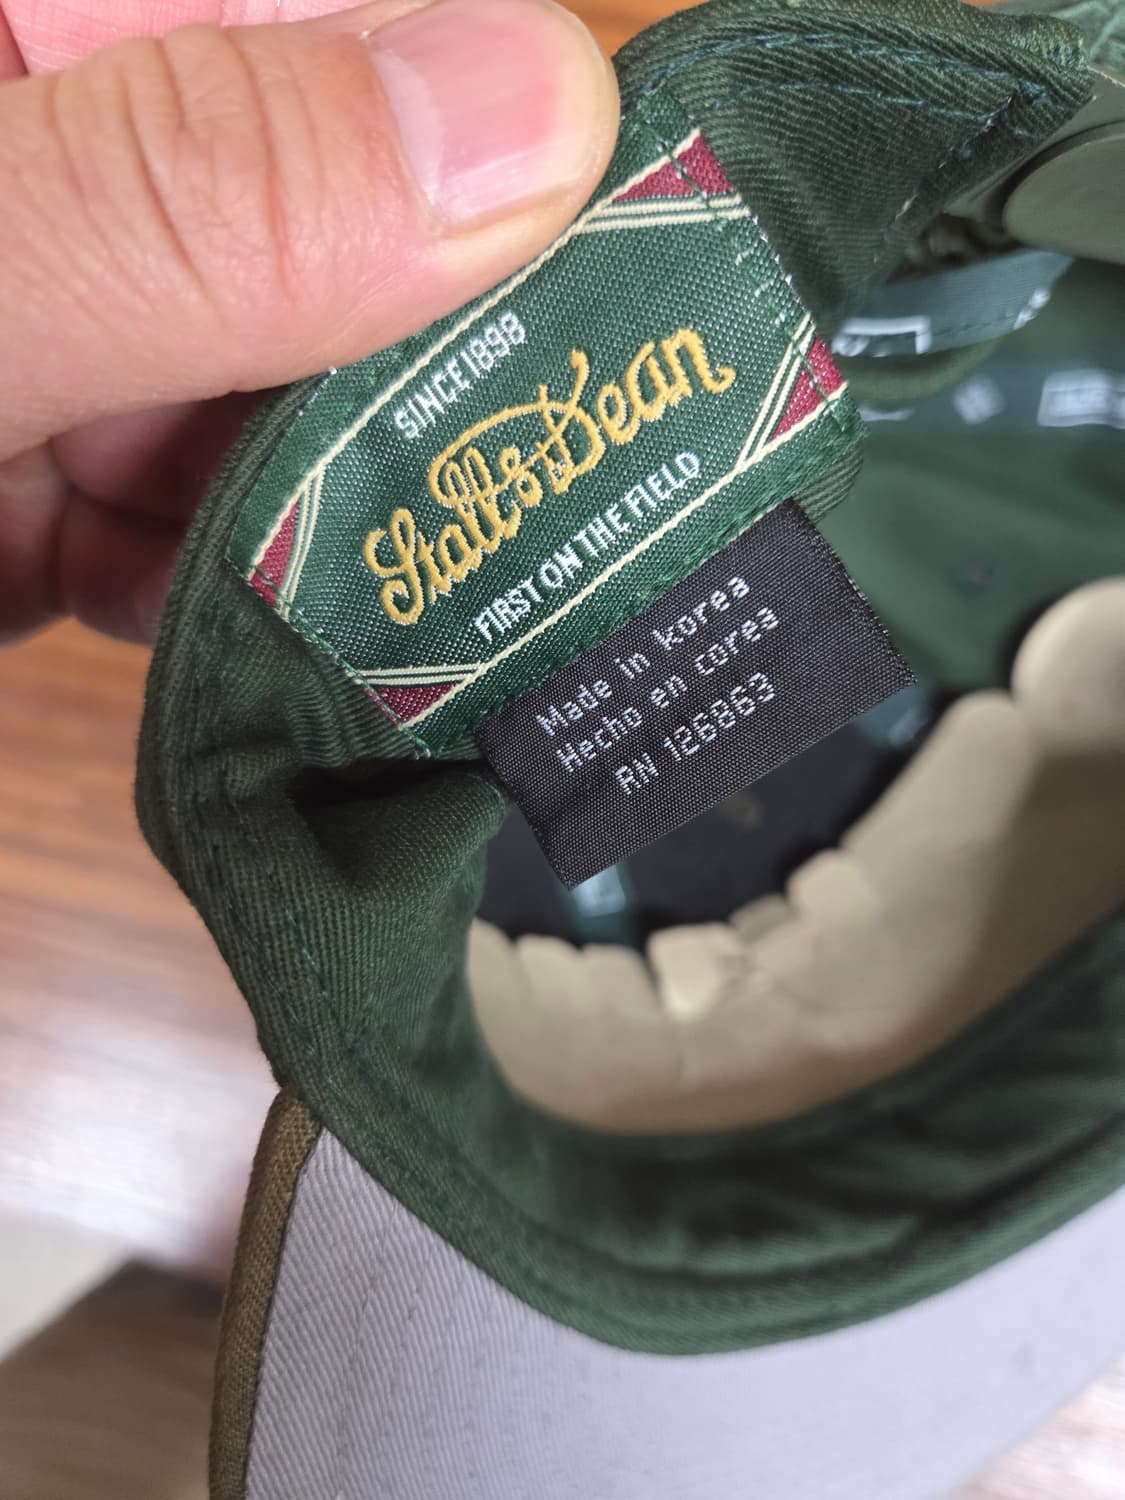 SINCE 1898
Stall & Dean
FIRST ON THE FIELD
Made in korea
Hecho en corea
RN 126863